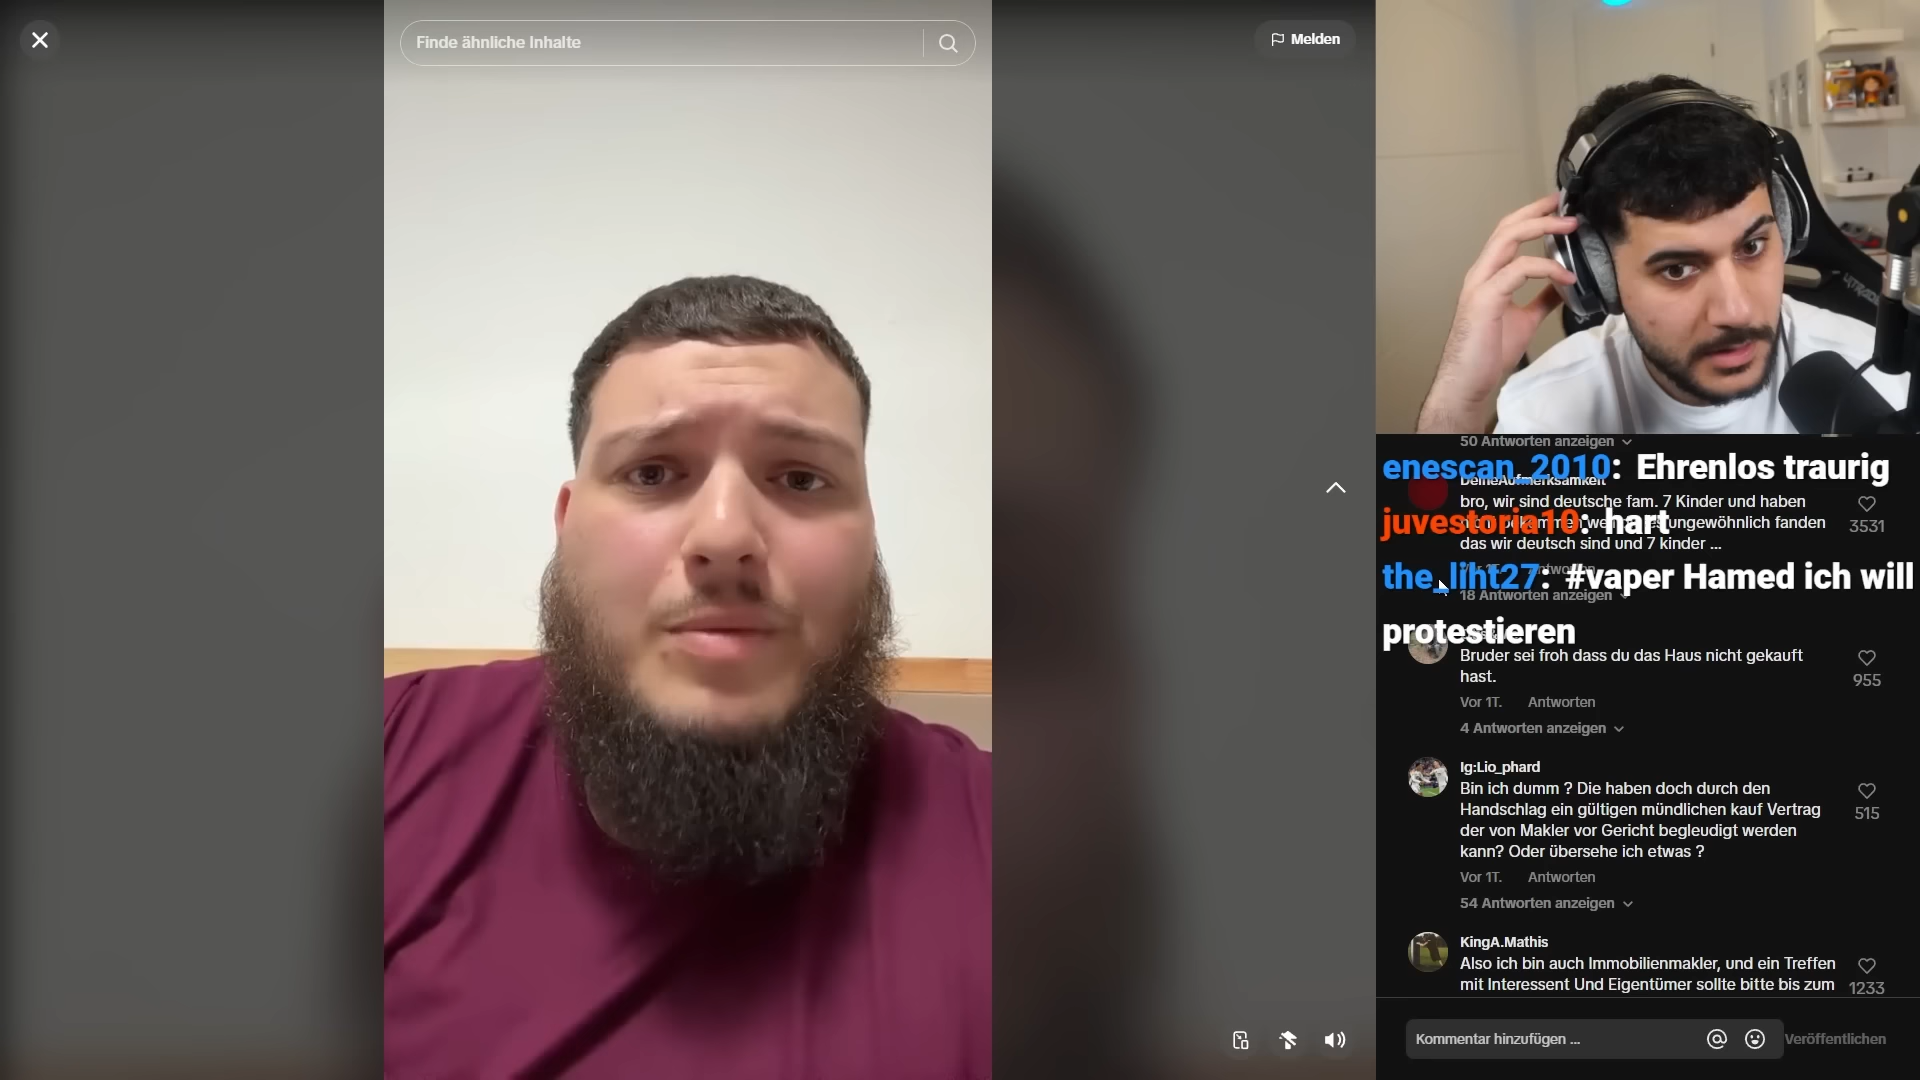 Finde ähnliche Inhalte
Melden
50 Antworten anzeigen
enescan_2010: Ehrenlos traurig
DeineAufmerksamkeit
bro, wir sind deutsche fam. 7 Kinder und haben
juvestoria10: hart
ungewöhnlich fanden
das wir deutsch sind und 7 kinder ...
3531
the_liht27: #vaper Hamed ich will
18 Antworten anzeigen
protestieren
Bruder sei froh dass du das Haus nicht gekauft
hast.
955
Vor 1T. Antworten
4 Antworten anzeigen
Ig:Lio_phard
Bin ich dumm ? Die haben doch durch den
Handschlag ein gültigen mündlichen kauf Vertrag
der von Makler vor Gericht begleudigt werden
kann? Oder übersehe ich etwas ?
515
Vor 1T. Antworten
54 Antworten anzeigen
KingA.Mathis
Also ich bin auch Immobilienmakler, und ein Treffen
mit Interessent Und Eigentümer sollte bitte bis zum
1233
Kommentar hinzufügen ...
Veröffentlichen